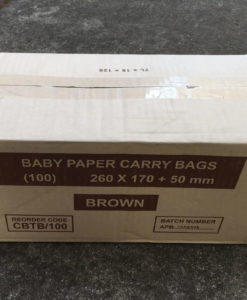 BABY PAPER CARRY BAGS
(100) 260 X 170 + 50 mm
BROWN
REORDER CODE
CBTB/100
BATCH NUMBER